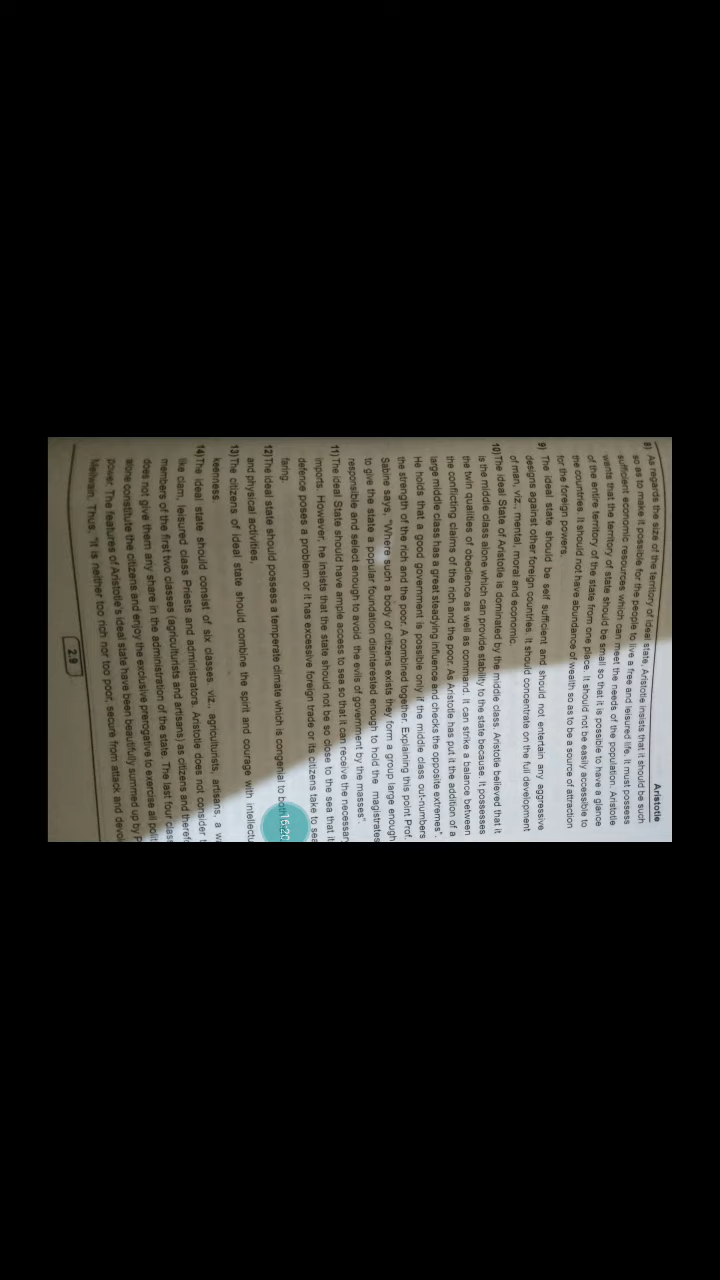 Aristotle
8) As regards the size of the territory of ideal state, Aristotle insists that it should be such
so as to make it possible for the people to live a free and leisured life. It must possess
sufficient economic resources which can meet the needs of the population. Aristotle
wants that the territory of state should be small so that it is possible to have a glance
of the entire territory of the state from one place. It should not be easily accessible to
the countries. It should not have abundance of wealth so as to be a source of attraction
for the foreign powers.
9) The ideal state should be self sufficient and should not entertain any aggressive
designs against other foreign countries. It should concentrate on the full development
of man, viz., mental, moral and economic.
10)The ideal State of Aristotle is dominated by the middle class. Aristotle believed that it
is the middle class alone which can provide stability to the state because. It possesses
the twin qualities of obedience as well as command. It can strike a balance between
the conflicting claims of the rich and the poor. As Aristotle has put it the addition of a
large middle class has a great steadying influence and checks the opposite extremes".
He holds that a good government is possible only if the middle class out-numbers
the strength of the rich and the poor. A combined together. Explaining this point Prof.
Sabine says, "Where such a body of citizens exists they form a group large enough
to give the state a popular foundation disinterested enough to hold the magistrates
responsible and select enough to avoid the evils of government by the masses".
11)The ideal State should have ample access to sea so that it can receive the necessary
imports. However, he insists that the state should not be so close to the sea that it
defence poses a problem or it has excessive foreign trade or its citizens take to sea
faring.
12)The ideal state should possess a temperate climate which is congenial to both
16:20
and physical activities.
13)The citizens of ideal state should combine the spirit and courage with intellectu
keenness.
14)The ideal state should consist of six classes, viz., agriculturists, artisans, a wa
like clam, leisured class Priests and administrators. Aristotle does not consider t
members of the first two classes (agriculturists and artisans) as citizens and theref
does not give them any share in the administration of the state. The last four class
alone constitute the citizens and enjoy the exclusive prerogative to exercise all polit
power. The features of Aristotle's ideal state have been beautifully summed up by P
Mellwain. Thus, "It is neither too rich nor too poor, secure from attack and devoi
2.9